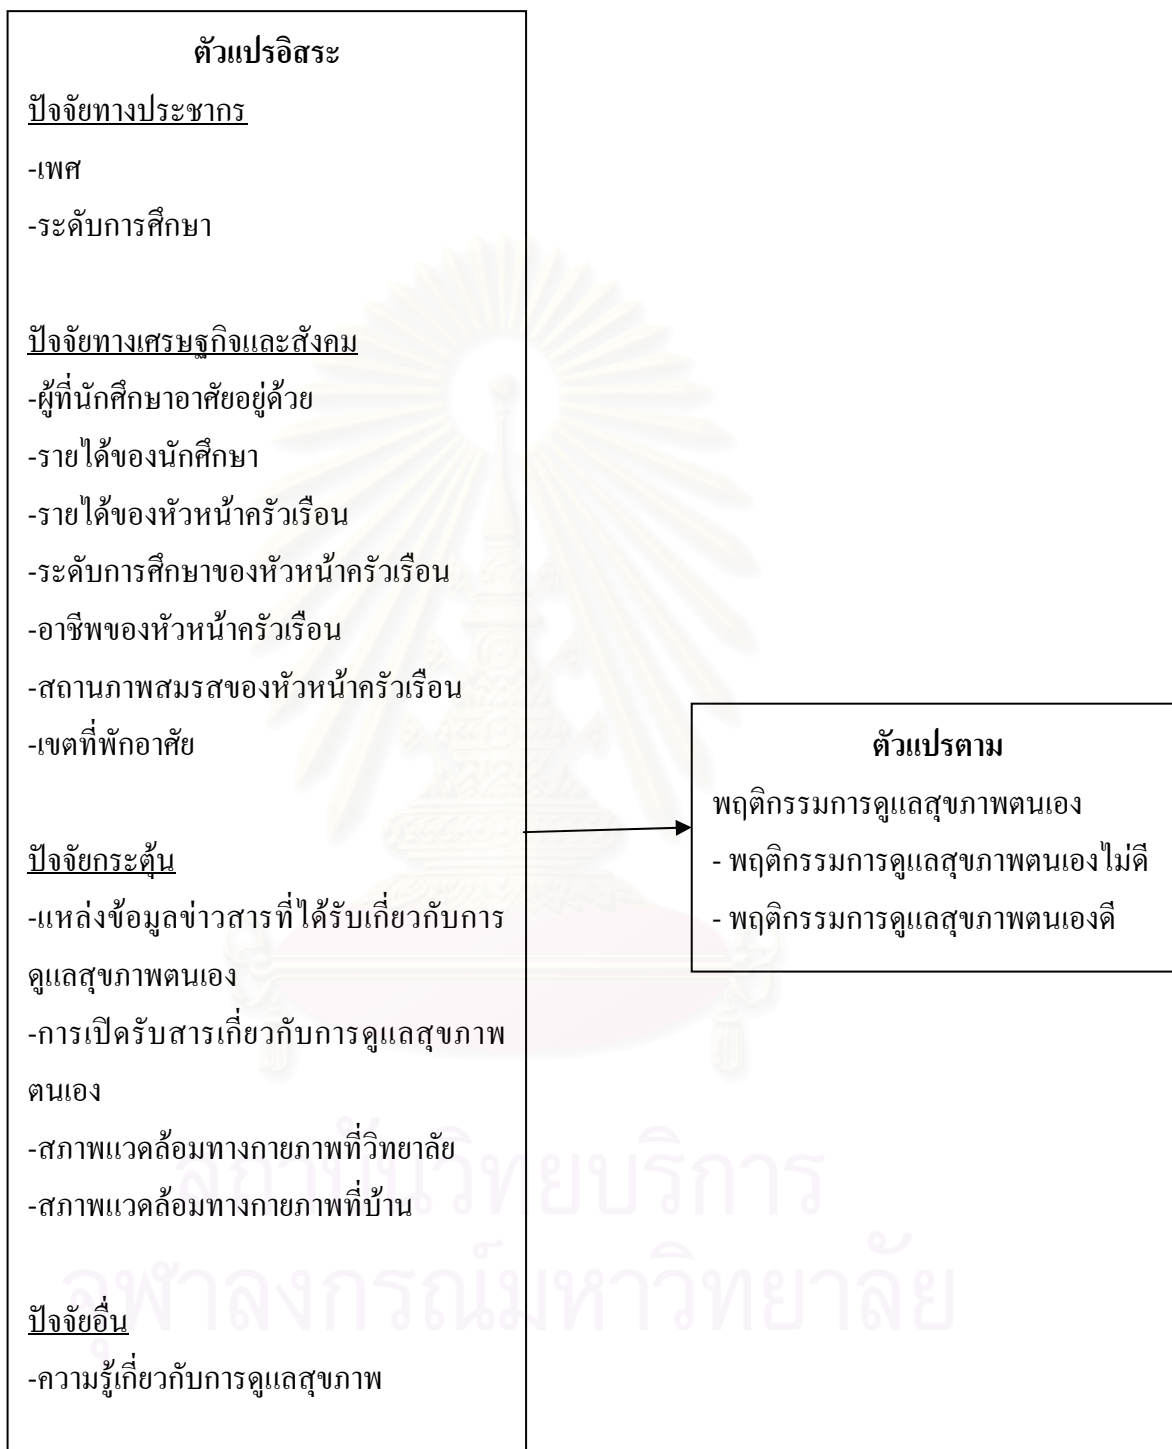 ตัวแปรอิสระ
ปัจจัยทางประชากร
-เพศ
-ระดับการศึกษา
ปัจจัยทางเศรษฐกิจและสังคม
-ผู้ที่นักศึกษาอาศัยอยู่ด้วย
-รายได้ของนักศึกษา
-รายได้ของหัวหน้าครัวเรือน
-ระดับการศึกษาของหัวหน้าครัวเรือน
-อาชีพของหัวหน้าครัวเรือน
-สถานภาพสมรสของหัวหน้าครัวเรือน
-เขตที่พักอาศัย
ปัจจัยกระตุ้น
-แหล่งข้อมูลข่าวสารที่ได้รับเกี่ยวกับการ
ดูแลสุขภาพตนเอง
-การเปิดรับสารเกี่ยวกับการดูแลสุขภาพ
ตนเอง
-สภาพแวดล้อมทางกายภาพที่วิทยาลัย
-สภาพแวดล้อมทางกายภาพที่บ้าน
ปัจจัยอื่น
-ความรู้เกี่ยวกับการดูแลสุขภาพ
ตัวแปรตาม
พฤติกรรมการดูแลสุขภาพตนเอง
- พฤติกรรมการดูแลสุขภาพตนเองไม่ดี
- พฤติกรรมการดูแลสุขภาพตนเองดี
สถาบันวิทยบริการ
จุฬาลงกรณ์มหาวิทยาลัย